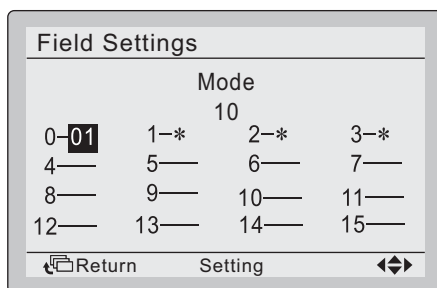 Field Settings
Mode
10
0–01 1–* 2–* 3–*
4— 5— 6— 7—
8— 9— 10— 11—
12— 13— 14— 15—
Return Setting